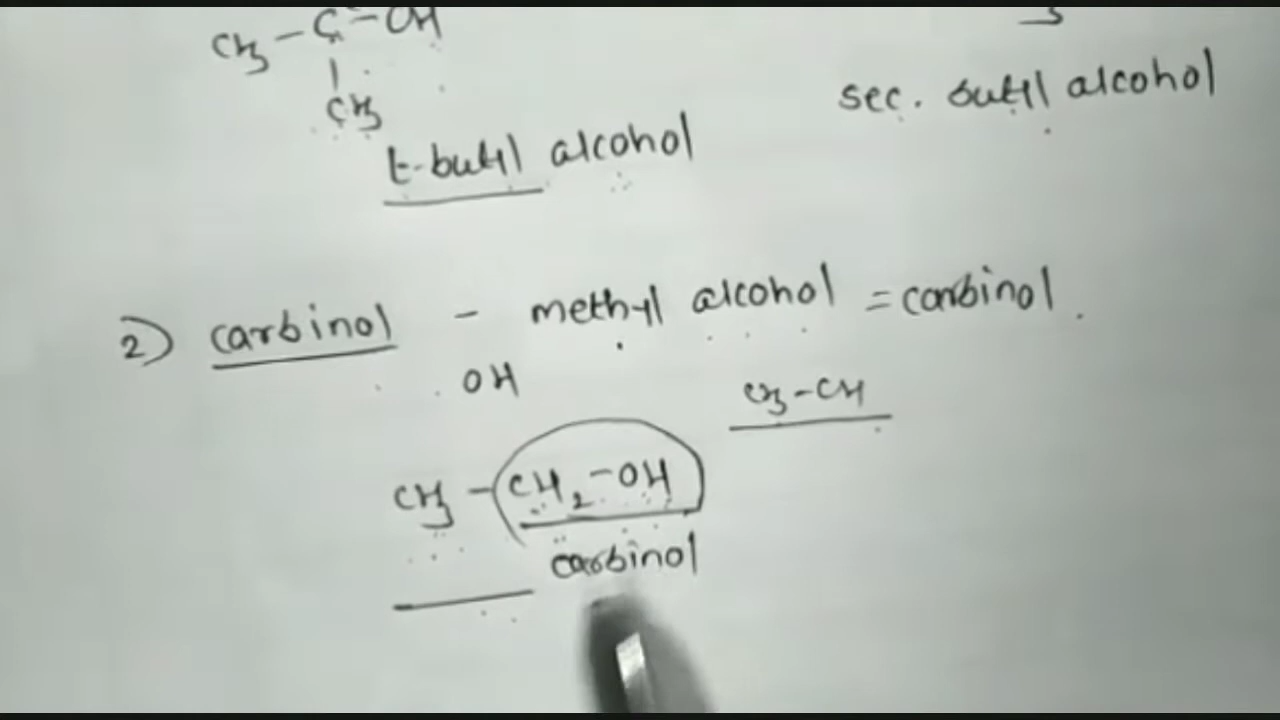 CH3 - C - OH
|
CH3
t-butyl alcohol
sec. butyl alcohol
2) carbinol - methyl alcohol = carbinol.
OH
CH3 - CH
CH3 - CH2 - OH
carbinol